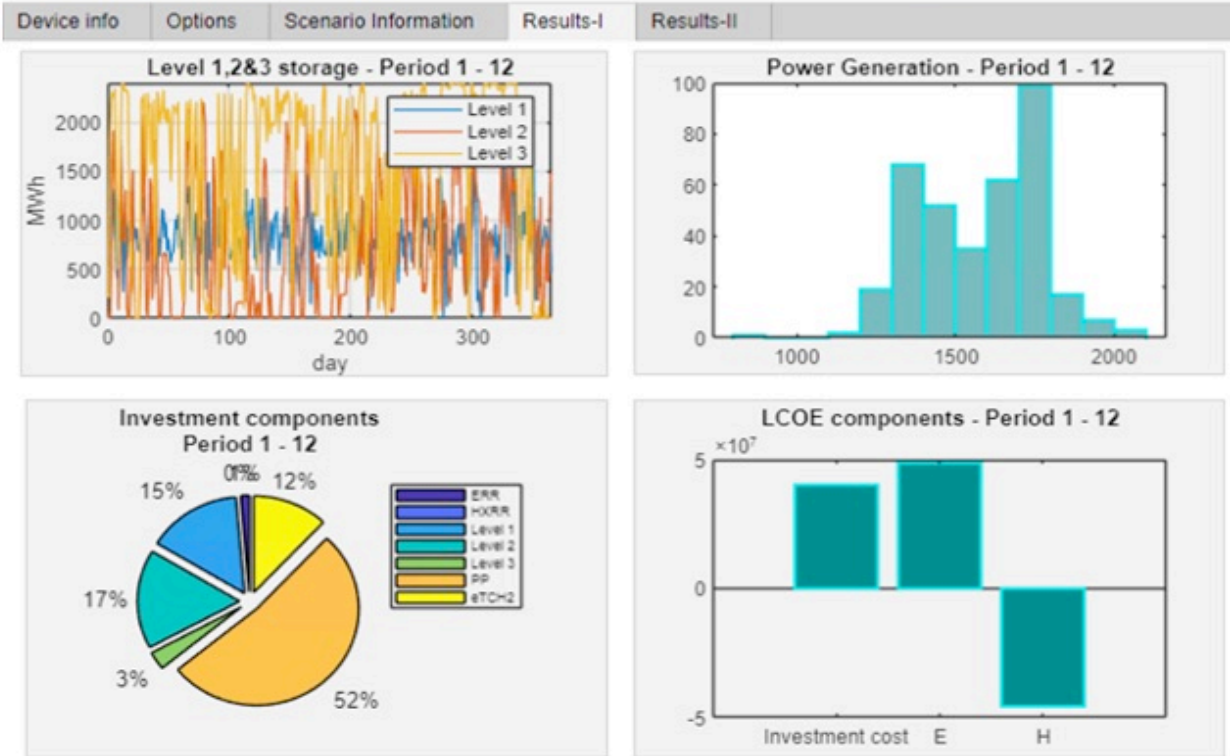 Device info
Options
Scenario Information
Results-I
Results-II
Level 1,2&3 storage - Period 1 - 12
Level 1
Level 2
Level 3
2000
1500
1000
500
0
MWh
0
100
200
300
day
Power Generation - Period 1 - 12
100
80
60
40
20
0
1000
1500
2000
Investment components
Period 1 - 12
12%
15%
17%
3%
52%
ERR
HXRR
Level 1
Level 2
Level 3
PP
eTCH2
LCOE components - Period 1 - 12
×10⁷
5
0
-5
Investment cost
E
H